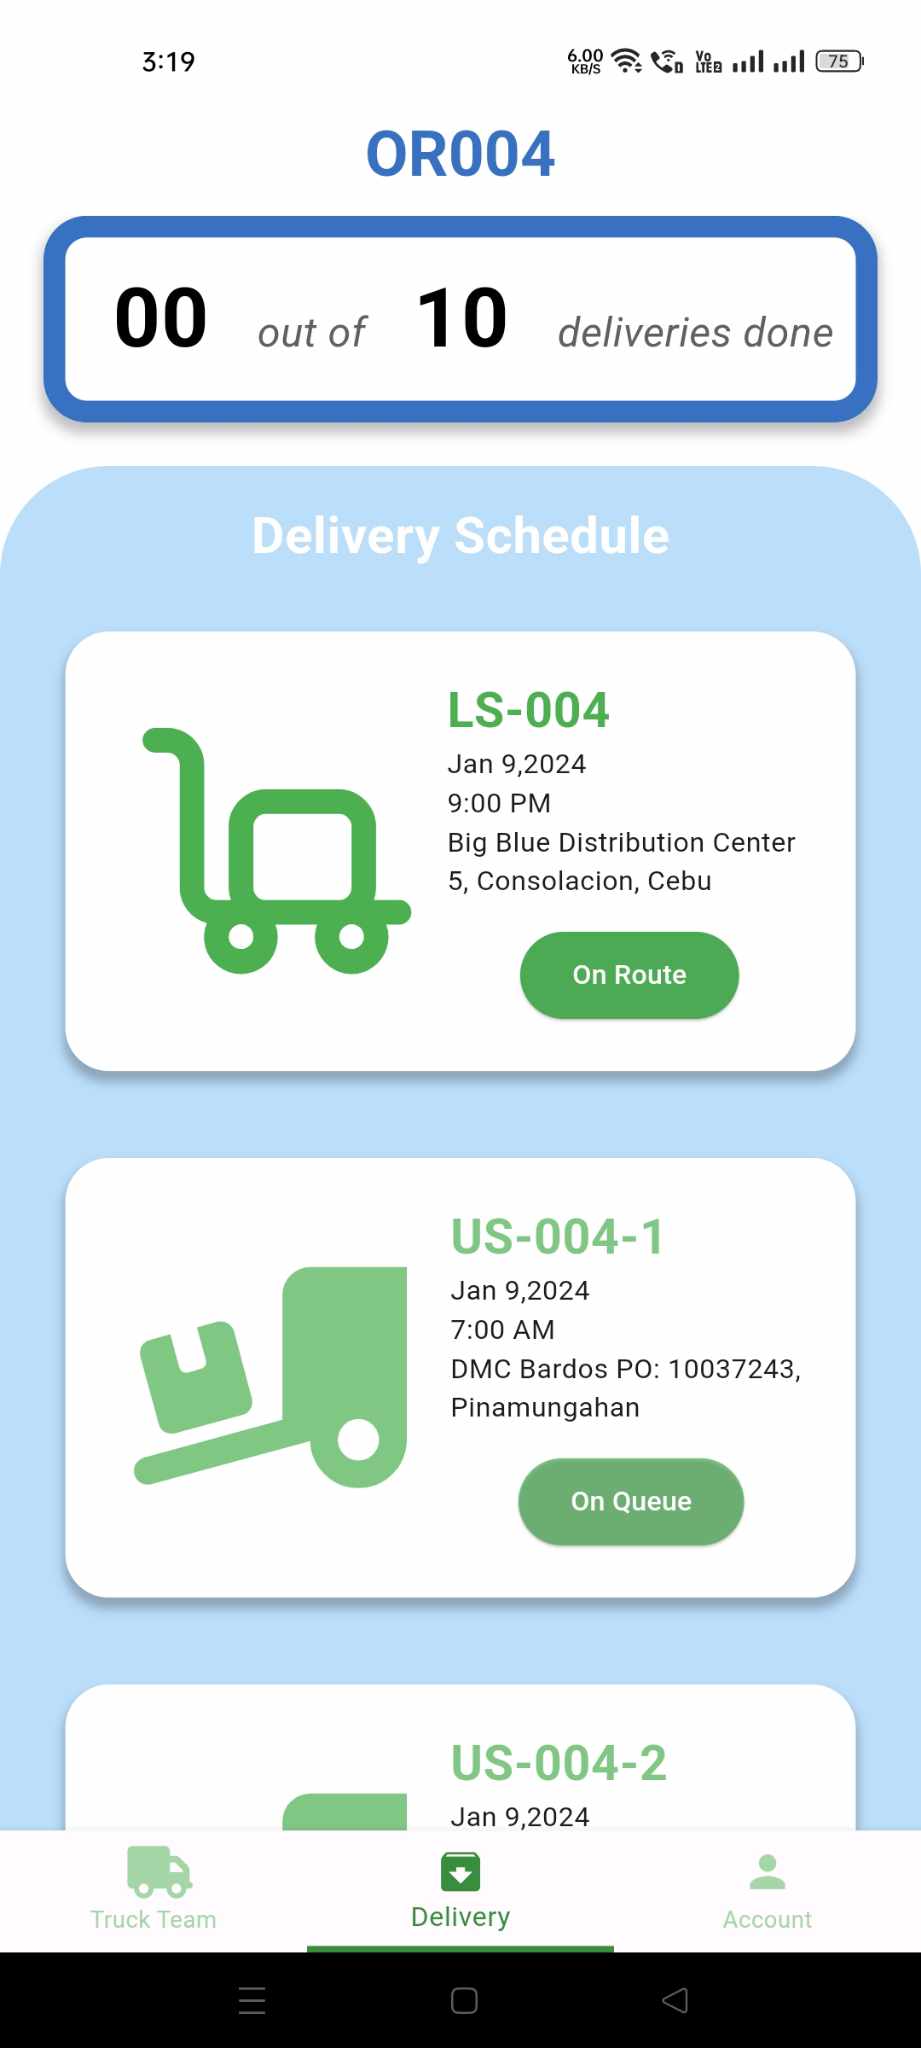 3:19
6.00
KB/S
Vo
LTE2
75
OR004
00 out of 10 deliveries done
Delivery Schedule
LS-004
Jan 9,2024
9:00 PM
Big Blue Distribution Center
5, Consolacion, Cebu
On Route
US-004-1
Jan 9,2024
7:00 AM
DMC Bardos PO: 10037243,
Pinamungahan
On Queue
US-004-2
Jan 9,2024
Truck Team
Delivery
Account